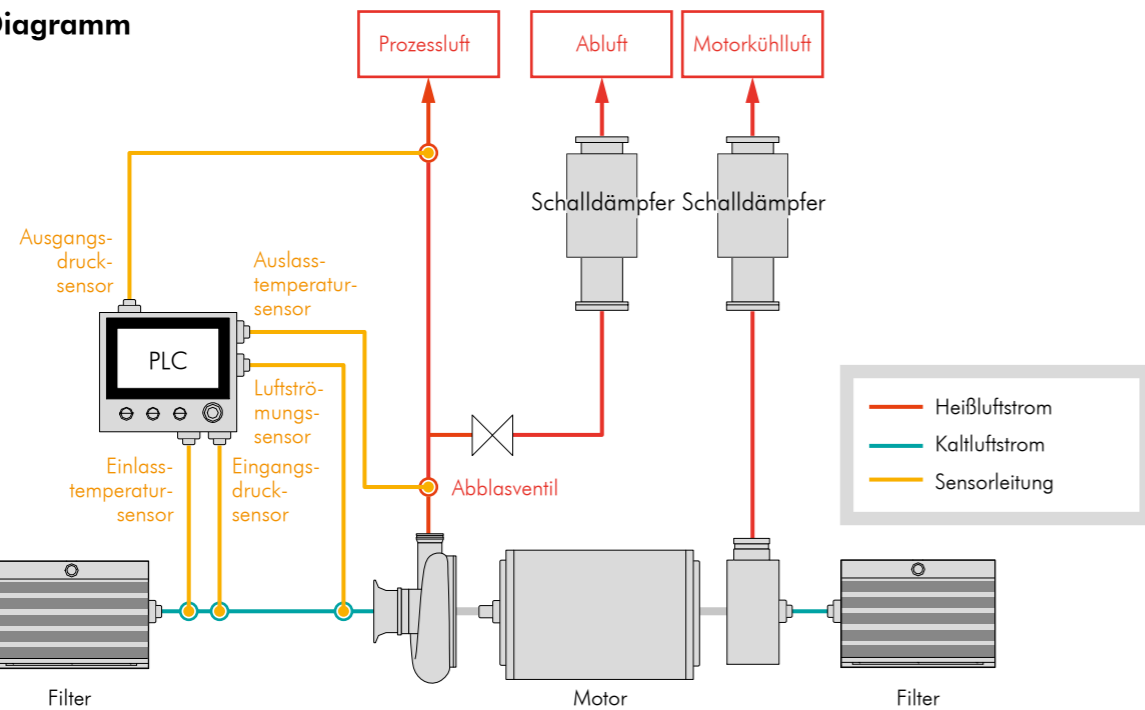 Diagramm
Prozessluft
Abluft
Motorkühlluft
Schalldämpfer
Schalldämpfer
Ausgangs-
druck-
sensor
Auslass-
temperatur-
sensor
PLC
Luftströ-
mungs-
sensor
Einlass-
temperatur-
sensor
Eingangs-
druck-
sensor
Abblasventil
Heißluftstrom
Kaltluftstrom
Sensorleitung
Filter
Motor
Filter